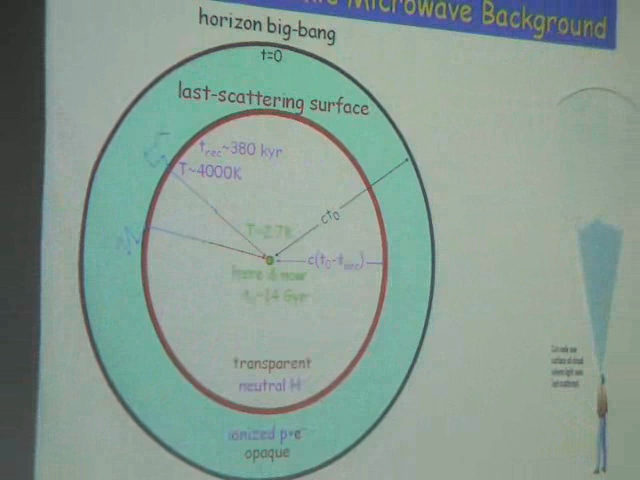 Microwave Background
horizon big-bang
t=0
last-scattering surface
t_rec~380 kyr
T~4000K
ct₀
T~2.7K
c(t₀-t_rec)
here & now
t₀~14 Gyr
transparent
neutral H
ionized p+e⁻
opaque